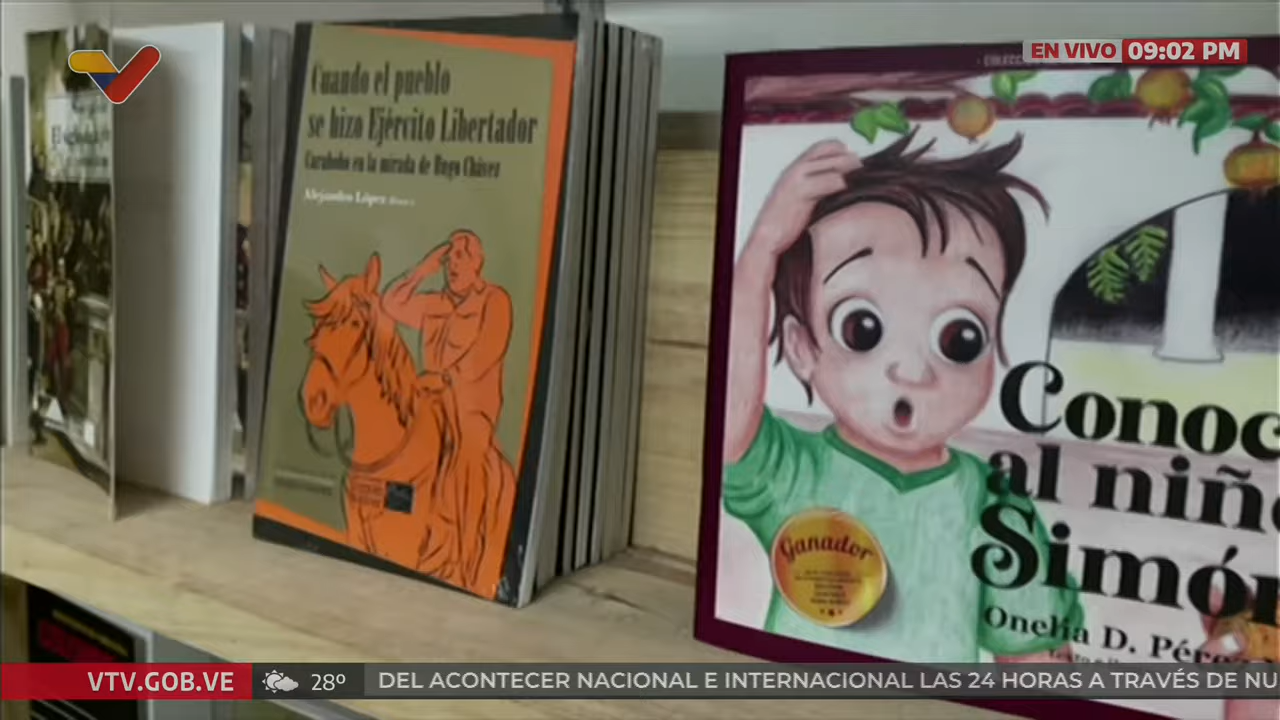 EN VIVO 09:02 PM
Cuando el pueblo
se hizo Ejército Libertador
Carabobo en la mirada de Hugo Chávez
Alejandro López
Conoc
al niñ
Simón
Onelia D. Pérez
Ganador
VTV.GOB.VE
28º
DEL ACONTECER NACIONAL E INTERNACIONAL LAS 24 HORAS A TRAVÉS DE NU